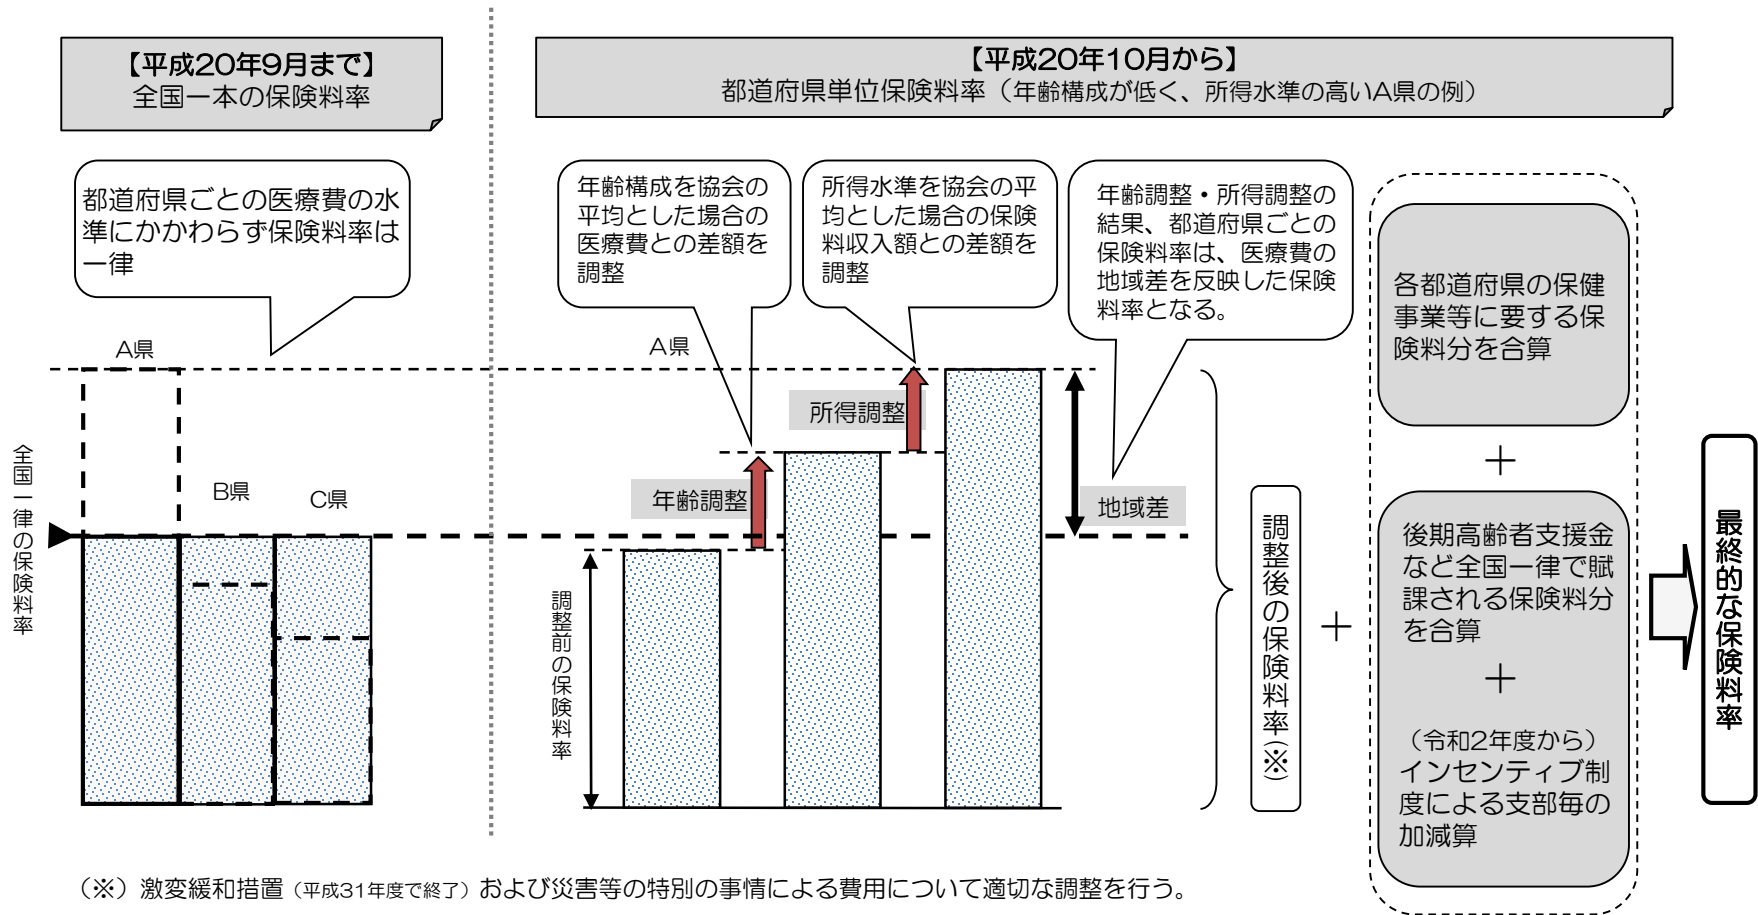 【平成20年9月まで】
全国一本の保険料率
【平成20年10月から】
都道府県単位保険料率（年齢構成が低く、所得水準の高いA県の例）
都道府県ごとの医療費の水
準にかかわらず保険料率は
一律
年齢構成を協会の
平均とした場合の
医療費との差額を
調整
所得水準を協会の平
均とした場合の保険
料収入額との差額を
調整
年齢調整・所得調整の
結果、都道府県ごとの
保険料率は、医療費の
地域差を反映した保険
料率となる。
A県
B県
C県
全国一律の保険料率
A県
所得調整
年齢調整
地域差
調整前の保険料率
調整後の保険料率(※)
＋
各都道府県の保健
事業等に要する保
険料分を合算
＋
後期高齢者支援金
など全国一律で賦
課される保険料分
を合算
＋
（令和2年度から）
インセンティブ制
度による支部毎の
加減算
最終的な保険料率
（※）激変緩和措置（平成31年度で終了）および災害等の特別の事情による費用について適切な調整を行う。